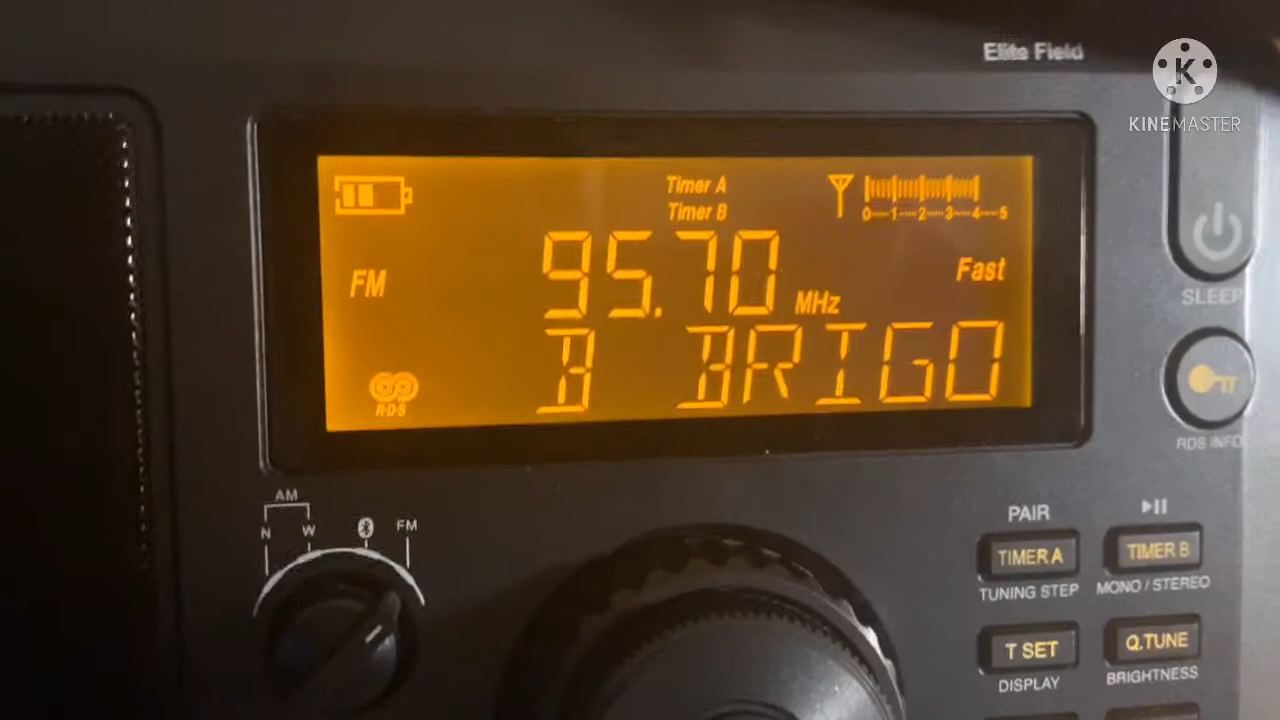 Elite Field
K
KINEMASTER
Timer A
Timer B
0 1 2 3 4 5
95.70 MHz
FM
Fast
B BRIGO
RDS
SLEEP
RDS INFO
AM
N W FM
PAIR
TIMER A
TIMER B
TUNING STEP
MONO / STEREO
T SET
Q.TUNE
DISPLAY
BRIGHTNESS